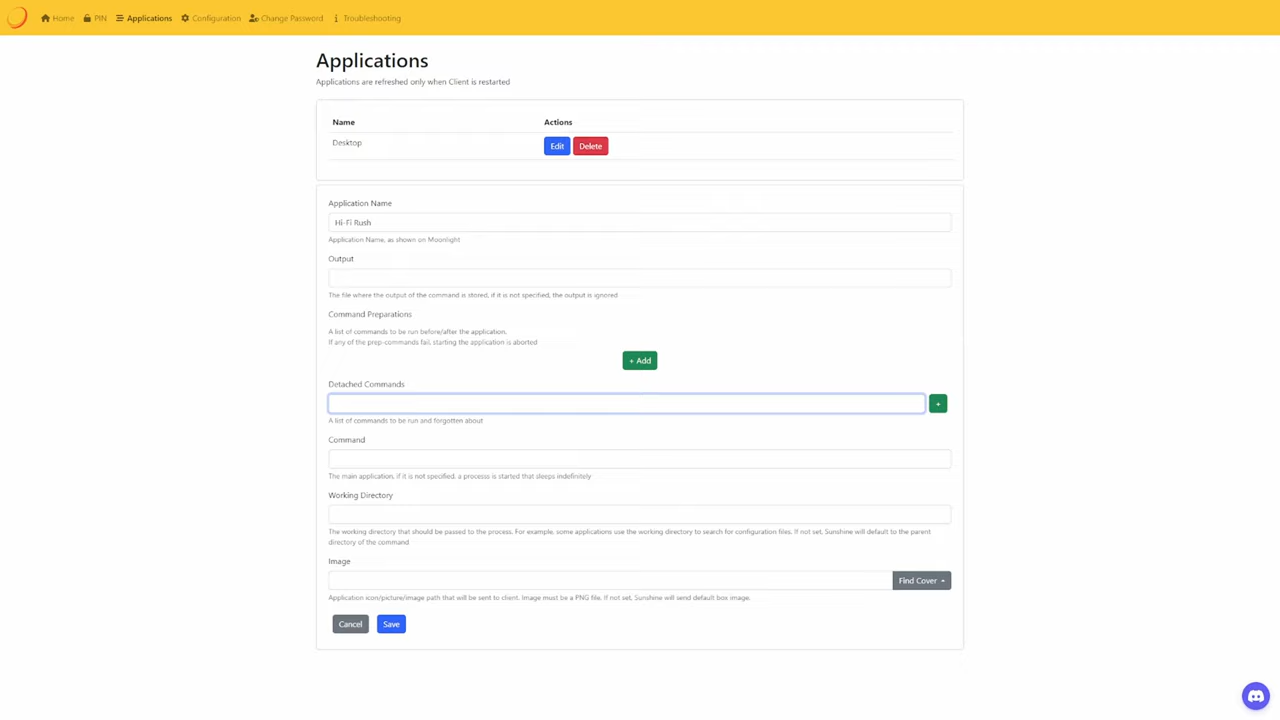 Home PIN Applications Configuration Change Password Troubleshooting
Applications
Applications are refreshed only when Client is restarted
Name Actions
Desktop Edit Delete
Application Name
Hi-Fi Rush
Application Name, as shown on Moonlight
Output
The file where the output of the command is stored, if it is not specified, the output is ignored
Command Preparations
A list of commands to be run before/after the application.
If any of the prep-commands fail, starting the application is aborted
+ Add
Detached Commands
+
A list of commands to be run and forgotten about
Command
The main application, if it is not specified, a processs is started that sleeps indefinitely
Working Directory
The working directory that should be passed to the process. For example, some applications use the working directory to search for configuration files. If not set, Sunshine will default to the parent
directory of the command
Image
Find Cover
Application icon/picture/image path that will be sent to client. Image must be a PNG file. If not set, Sunshine will send default box image.
Cancel Save